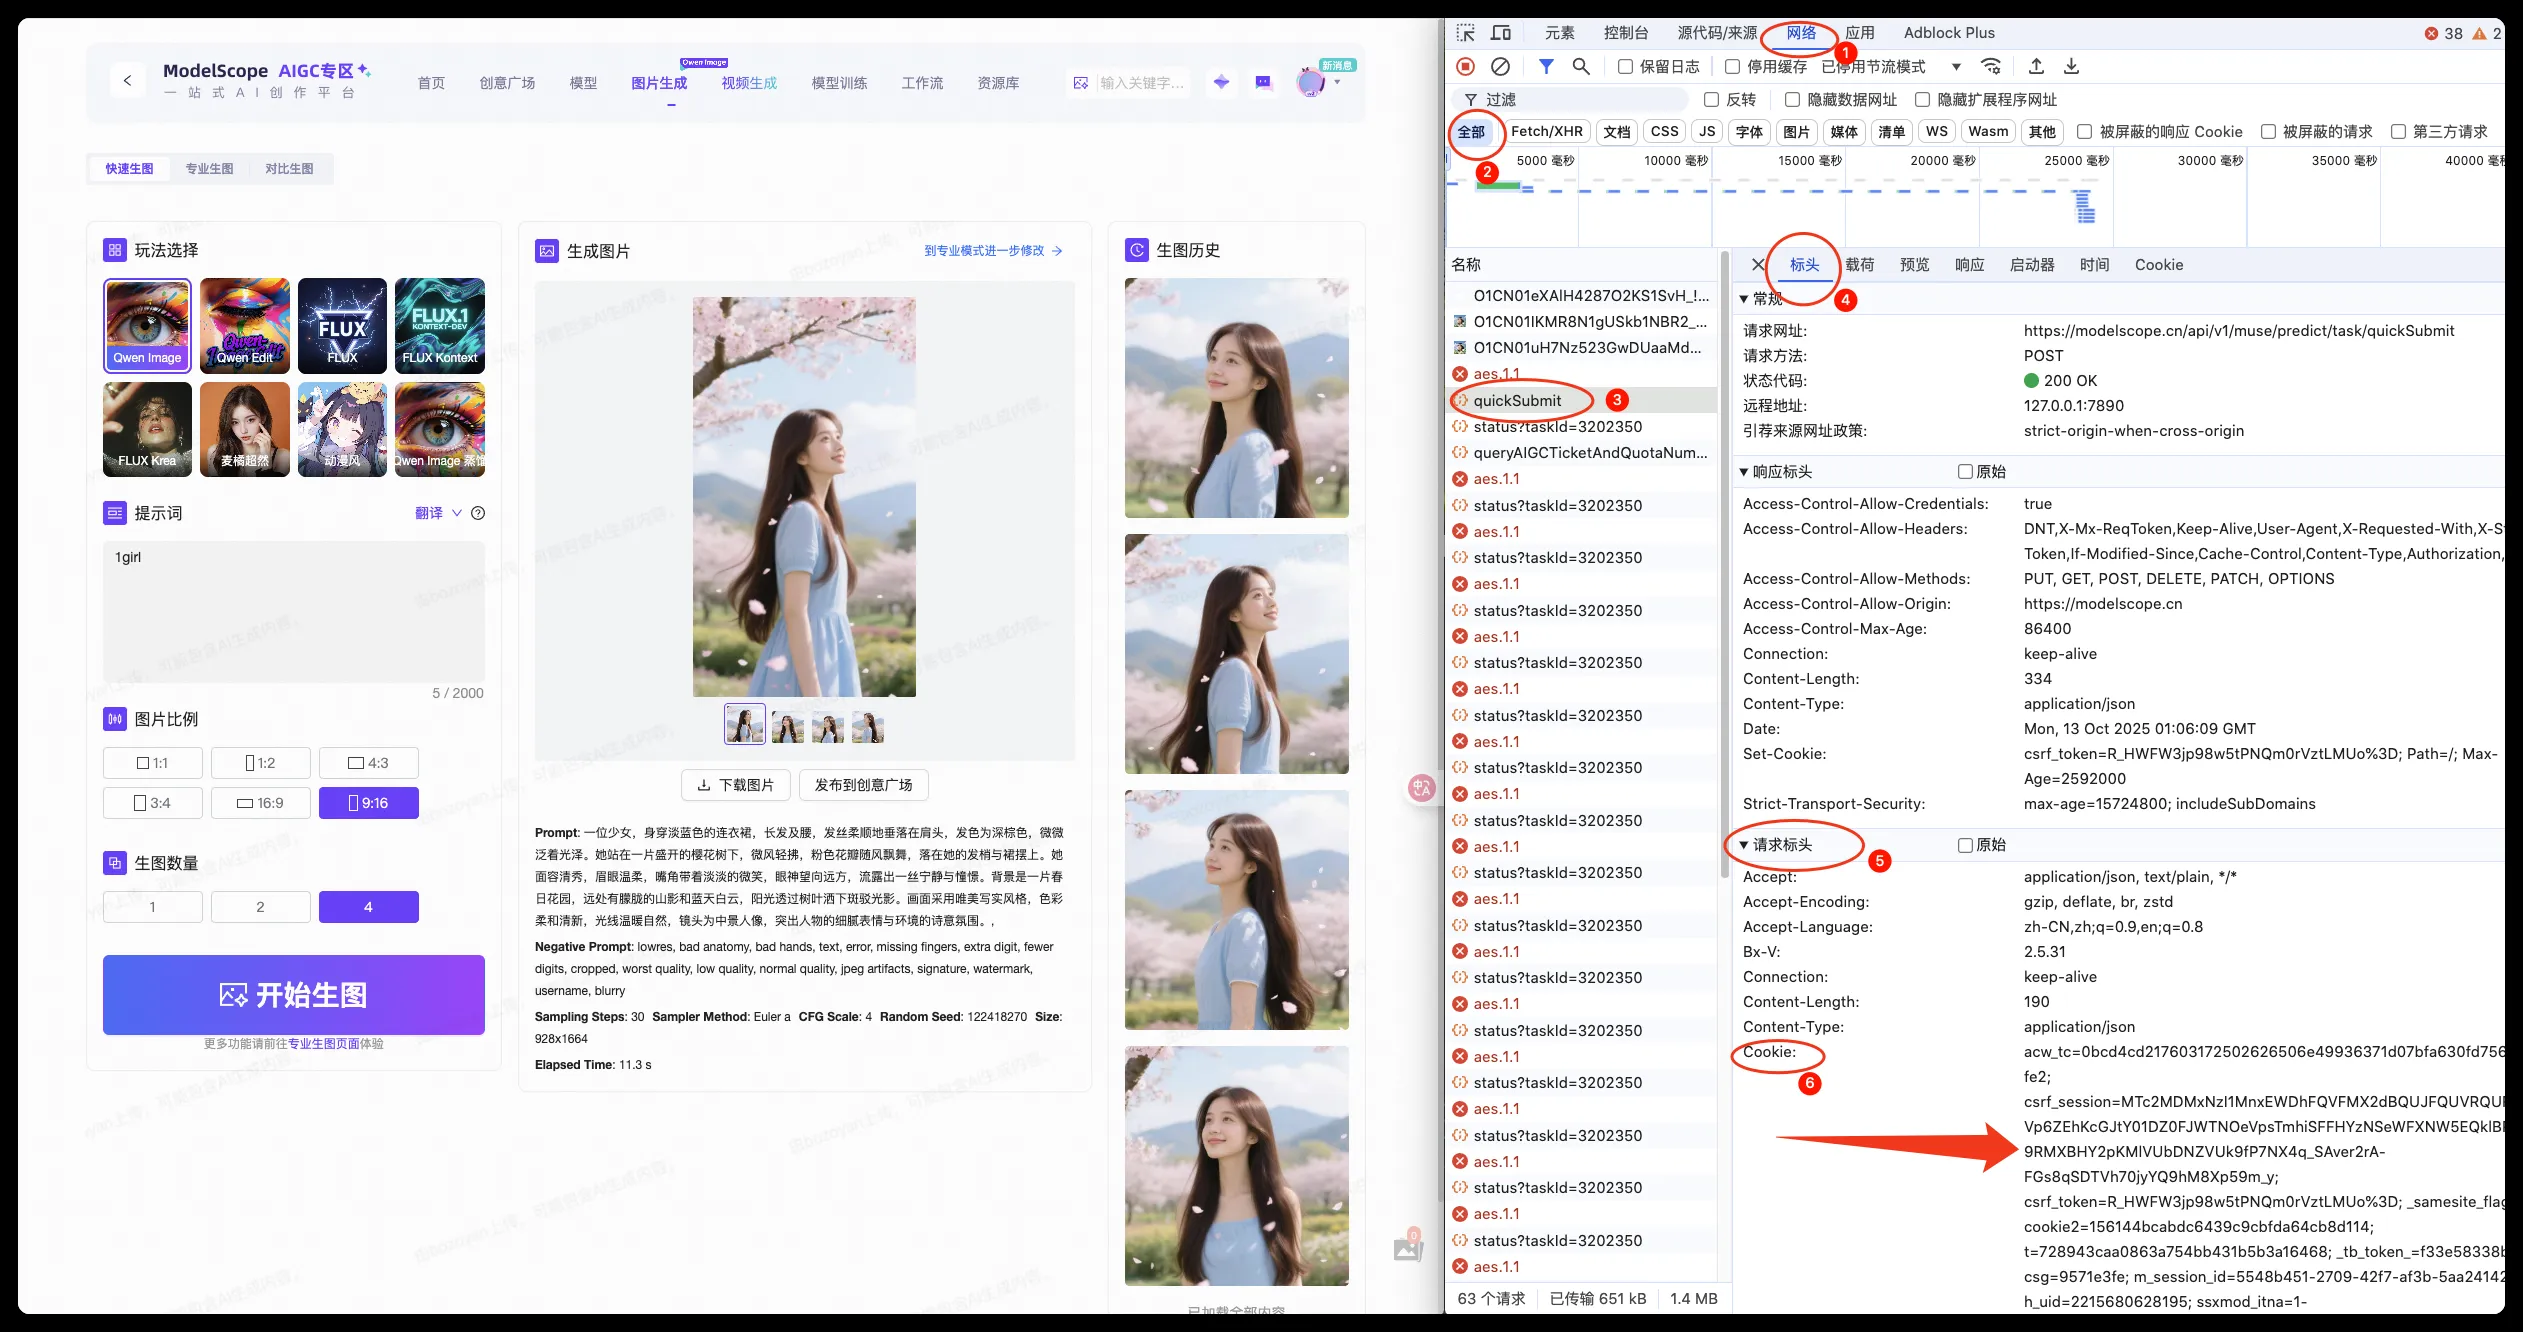 ModelScope AIGC专区
一站式AI创作平台
首页
创意广场
模型
图片生成
Qwen Image
视频生成
模型训练
工作流
资源库
输入关键字...
新消息
快速生图
专业生图
对比生图
玩法选择
Qwen Image
Qwen Edit
FLUX
FLUX
FLUX.1
KONTEXT-DEV
FLUX Kontext
FLUX Krea
麦橘超然
动漫风
Qwen Image 蒸馏
提示词
翻译
1girl
5 / 2000
图片比例
1:1
1:2
4:3
3:4
16:9
9:16
生图数量
1
2
4
开始生图
更多功能请前往专业生图页面体验
生成图片
到专业模式进一步修改
下载图片
发布到创意广场
Prompt: 一位少女，身穿淡蓝色的连衣裙，长发及腰，发丝柔顺地垂落在肩头，发色为深棕色，微微
泛着光泽。她站在一片盛开的樱花树下，微风轻拂，粉色花瓣随风飘舞，落在她的发梢与裙摆上。她
面容清秀，眉眼温柔，嘴角带着淡淡的微笑，眼神望向远方，流露出一丝宁静与憧憬。背景是一片春
日花园，远处有朦胧的山影和蓝天白云，阳光透过树叶洒下斑驳光影。画面采用唯美写实风格，色彩
柔和清新，光线温暖自然，镜头为中景人像，突出人物的细腻表情与环境的诗意氛围。,
Negative Prompt: lowres, bad anatomy, bad hands, text, error, missing fingers, extra digit, fewer
digits, cropped, worst quality, low quality, normal quality, jpeg artifacts, signature, watermark,
username, blurry
Sampling Steps: 30 Sampler Method: Euler a CFG Scale: 4 Random Seed: 122418270 Size:
928x1664
Elapsed Time: 11.3 s
生图历史
已加载全部内容
0
元素
控制台
源代码/来源
网络
应用
Adblock Plus
38
2
1
保留日志
停用缓存
已停用节流模式
过滤
反转
隐藏数据网址
隐藏扩展程序网址
全部
Fetch/XHR
文档
CSS
JS
字体
图片
媒体
清单
WS
Wasm
其他
被屏蔽的响应 Cookie
被屏蔽的请求
第三方请求
2
5000 毫秒
10000 毫秒
15000 毫秒
20000 毫秒
25000 毫秒
30000 毫秒
35000 毫秒
40000 毫秒
名称
O1CN01eXAlH4287O2KS1SvH_!...
O1CN01IKMR8N1gUSkb1NBR2_...
O1CN01uH7Nz523GwDUaaMd...
aes.1.1
quickSubmit
3
status?taskId=3202350
queryAIGCTicketAndQuotaNum...
aes.1.1
status?taskId=3202350
aes.1.1
status?taskId=3202350
aes.1.1
status?taskId=3202350
aes.1.1
status?taskId=3202350
aes.1.1
status?taskId=3202350
aes.1.1
status?taskId=3202350
aes.1.1
status?taskId=3202350
aes.1.1
status?taskId=3202350
aes.1.1
status?taskId=3202350
aes.1.1
status?taskId=3202350
aes.1.1
status?taskId=3202350
aes.1.1
status?taskId=3202350
aes.1.1
status?taskId=3202350
aes.1.1
status?taskId=3202350
aes.1.1
status?taskId=3202350
aes.1.1
63 个请求
已传输 651 kB
1.4 MB
标头
载荷
预览
响应
启动器
时间
Cookie
4
常规
请求网址: https://modelscope.cn/api/v1/muse/predict/task/quickSubmit
请求方法: POST
状态代码: 200 OK
远程地址: 127.0.0.1:7890
引荐来源网址政策: strict-origin-when-cross-origin
响应标头
原始
Access-Control-Allow-Credentials: true
Access-Control-Allow-Headers: DNT,X-Mx-ReqToken,Keep-Alive,User-Agent,X-Requested-With,X-S
Token,If-Modified-Since,Cache-Control,Content-Type,Authorization,
Access-Control-Allow-Methods: PUT, GET, POST, DELETE, PATCH, OPTIONS
Access-Control-Allow-Origin: https://modelscope.cn
Access-Control-Max-Age: 86400
Connection: keep-alive
Content-Length: 334
Content-Type: application/json
Date: Mon, 13 Oct 2025 01:06:09 GMT
Set-Cookie: csrf_token=R_HWFW3jp98w5tPNQm0rVztLMUo%3D; Path=/; Max-
Age=2592000
Strict-Transport-Security: max-age=15724800; includeSubDomains
请求标头
原始
5
Accept: application/json, text/plain, */*
Accept-Encoding: gzip, deflate, br, zstd
Accept-Language: zh-CN,zh;q=0.9,en;q=0.8
Bx-V: 2.5.31
Connection: keep-alive
Content-Length: 190
Content-Type: application/json
Cookie: acw_tc=0bcd4cd217603172502626506e49936371d07bfa630fd756
6
fe2;
csrf_session=MTc2MDMxNzI1MnxEWDhFQVFMX2dBQUJFQUVRQUF
Vp6ZEhKcGJtY01DZ0FJWTNOeVpsTmhiSFFHYzNSeWFXNW5EQklB
9RMXBHY2pKMlVUbDNZVUk9fP7NX4q_SAver2rA-
FGs8qSDTVh70jyYQ9hM8Xp59m_y;
csrf_token=R_HWFW3jp98w5tPNQm0rVztLMUo%3D; _samesite_flag
cookie2=156144bcabdc6439c9cbfda64cb8d114;
t=728943caa0863a754bb431b5b3a16468; _tb_token_=f33e58338b
csg=9571e3fe; m_session_id=5548b451-2709-42f7-af3b-5aa24142
h_uid=2215680628195; ssxmod_itna=1-